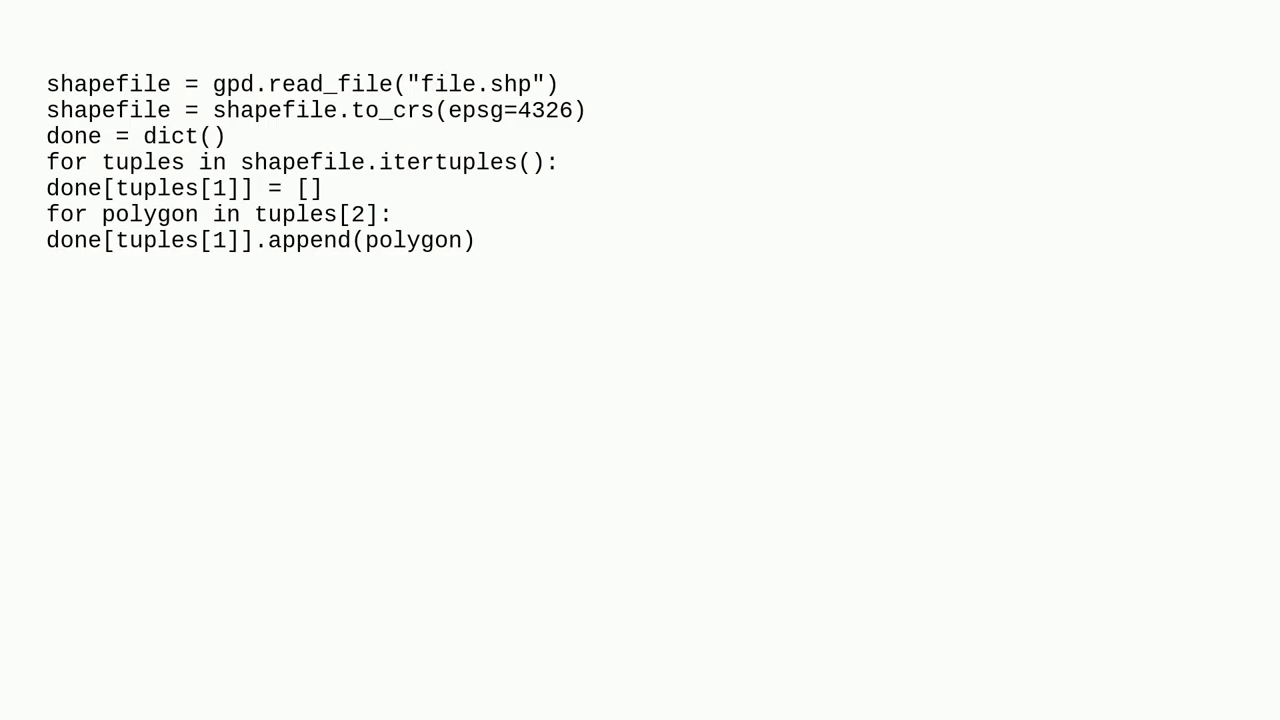 shapefile = gpd.read_file("file.shp")
shapefile = shapefile.to_crs(epsg=4326)
done = dict()
for tuples in shapefile.itertuples():
done[tuples[1]] = []
for polygon in tuples[2]:
done[tuples[1]].append(polygon)